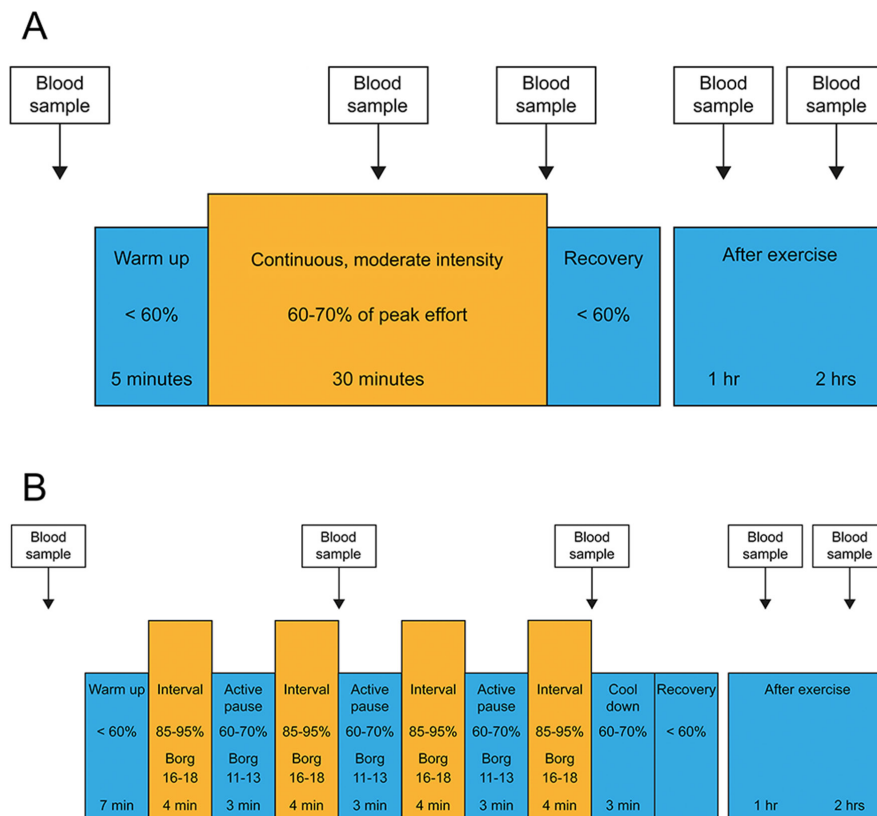 A
Blood
sample
Blood
sample
Blood
sample
Blood
sample
Blood
sample
Warm up
< 60%
5 minutes
Continuous, moderate intensity
60-70% of peak effort
30 minutes
Recovery
< 60%
After exercise
1 hr
2 hrs
B
Blood
sample
Blood
sample
Blood
sample
Blood
sample
Blood
sample
Warm up
< 60%
7 min
Interval
85-95%
Borg
16-18
4 min
Active
pause
60-70%
Borg
11-13
3 min
Interval
85-95%
Borg
16-18
4 min
Active
pause
60-70%
Borg
11-13
3 min
Interval
85-95%
Borg
16-18
4 min
Active
pause
60-70%
Borg
11-13
3 min
Interval
85-95%
Borg
16-18
4 min
Cool
down
60-70%
3 min
Recovery
< 60%
After exercise
1 hr
2 hrs